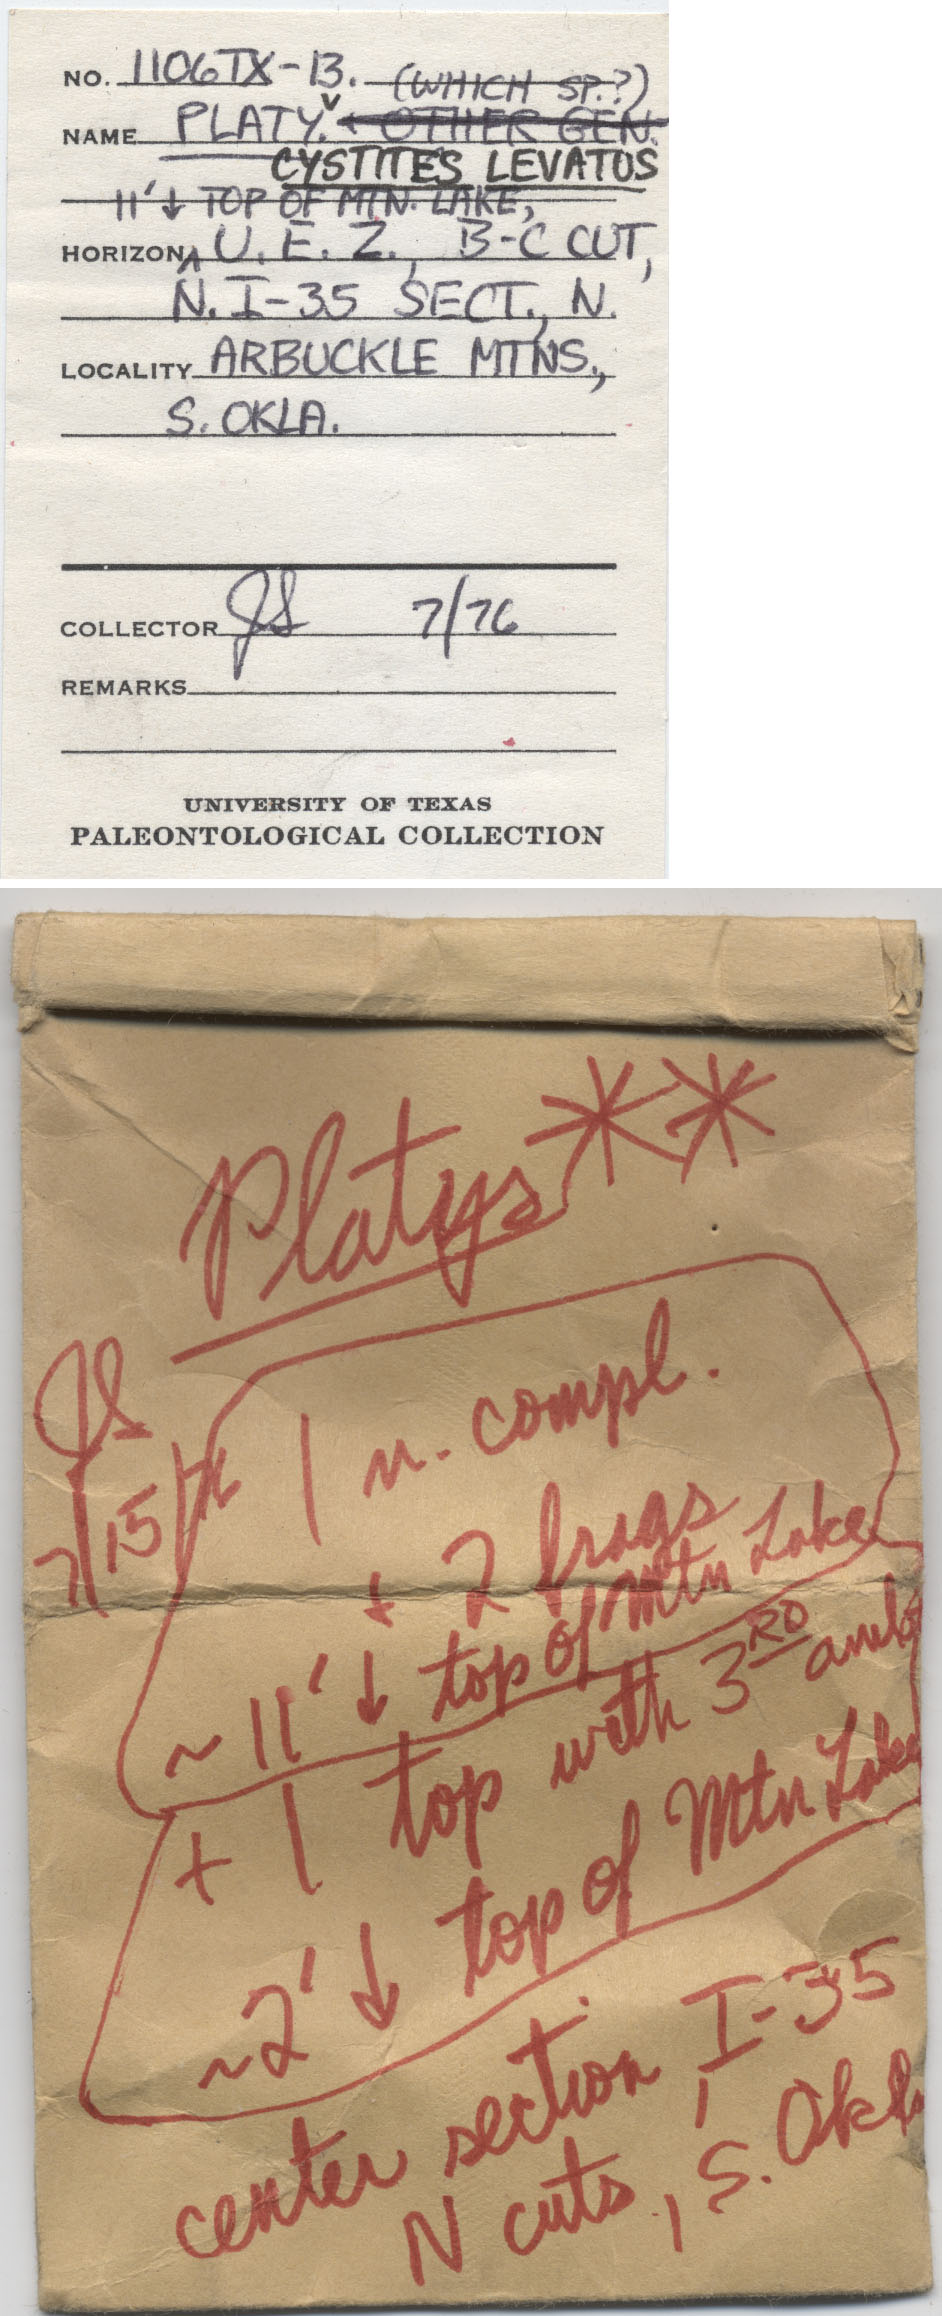 NO. 1106TX-13. (WHICH SP.?)
NAME PLATY. + OTHER GEN.
CYSTITES LEVATUS
11' ↓ TOP OF MTN. LAKE,
HORIZON U. E. Z., B-C CUT,
N. I-35 SECT., N.
LOCALITY ARBUCKLE MTNS.,
S. OKLA.
COLLECTOR JS 7/76
REMARKS
UNIVERSITY OF TEXAS
PALEONTOLOGICAL COLLECTION
Platys**
JS
7/15/76
1 n. compl.
+ 2 frags
~11' ↓ top of Mtn Lake
+ 1 top with 3RD amb
~2' ↓ top of Mtn Lake
center section, I-35
N cuts, S. Okla